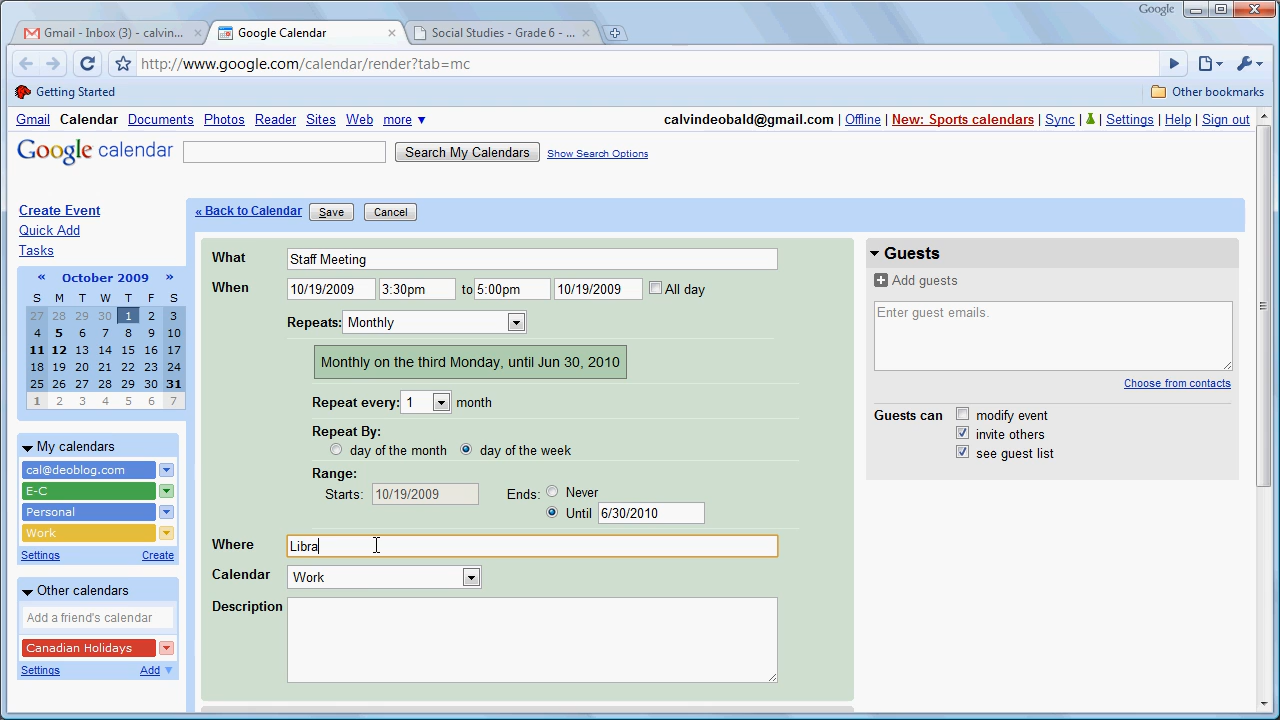 Google
Gmail - Inbox (3) - calvin...
Google Calendar
Social Studies - Grade 6 - ...
http://www.google.com/calendar/render?tab=mc
Getting Started
Other bookmarks
Gmail Calendar Documents Photos Reader Sites Web more ▼
calvindeobald@gmail.com | Offline | New: Sports calendars | Sync | | Settings | Help | Sign out
Google calendar
Search My Calendars
Show Search Options
Create Event
Quick Add
Tasks
« October 2009 »
S M T W T F S
27 28 29 30 1 2 3
4 5 6 7 8 9 10
11 12 13 14 15 16 17
18 19 20 21 22 23 24
25 26 27 28 29 30 31
1 2 3 4 5 6 7
My calendars
cal@deoblog.com
E-C
Personal
Work
Settings Create
Other calendars
Add a friend's calendar
Canadian Holidays
Settings Add ▼
« Back to Calendar Save Cancel
What Staff Meeting
When 10/19/2009 3:30pm to 5:00pm 10/19/2009 All day
Repeats: Monthly
Monthly on the third Monday, until Jun 30, 2010
Repeat every: 1 month
Repeat By:
day of the month day of the week
Range:
Starts: 10/19/2009 Ends: Never
Until 6/30/2010
Where Libra
Calendar Work
Description
Guests
Add guests
Enter guest emails.
Choose from contacts
Guests can modify event
invite others
see guest list